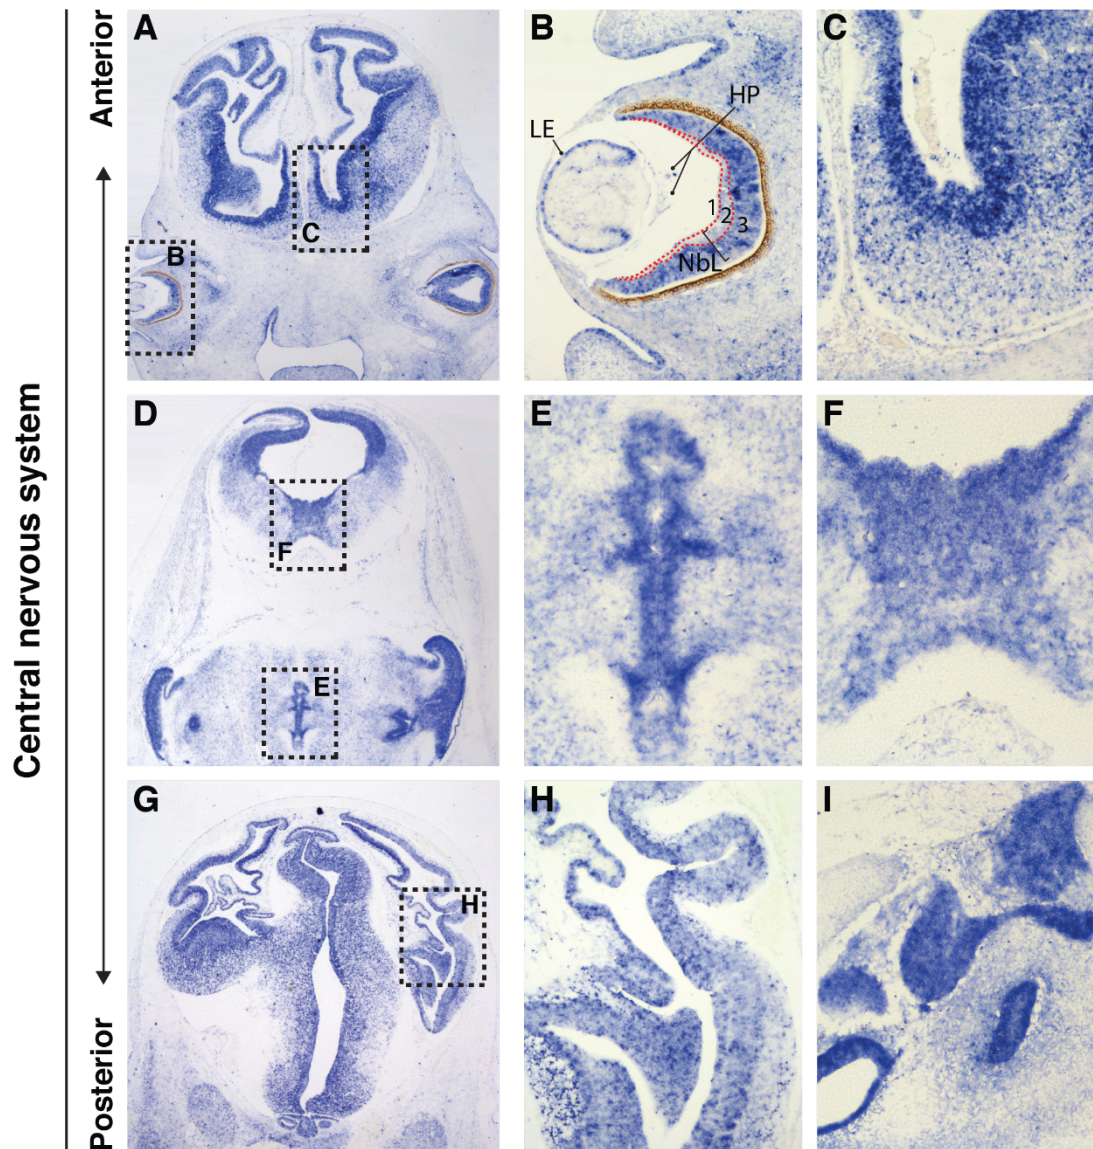 Central nervous system
Anterior
Posterior
A
B
C
B
HP
LE
1
2
3
NbL
C
D
F
E
E
F
G
H
H
I